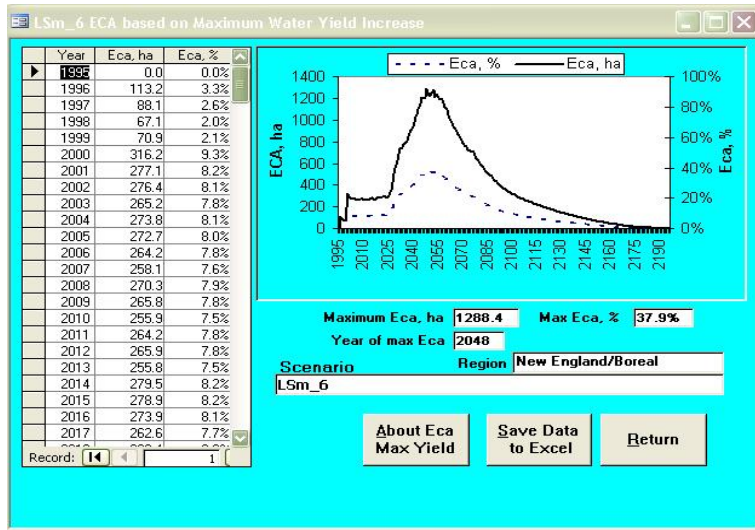 LSm_6 ECA based on Maximum Water Yield Increase
Year Eca, ha Eca, %
1995 0.0 0.0%
1996 113.2 3.3%
1997 88.1 2.6%
1998 67.1 2.0%
1999 70.9 2.1%
2000 316.2 9.3%
2001 277.1 8.2%
2002 276.4 8.1%
2003 265.2 7.8%
2004 273.8 8.1%
2005 272.7 8.0%
2006 264.2 7.8%
2007 258.1 7.6%
2008 270.3 7.9%
2009 265.8 7.8%
2010 255.9 7.5%
2011 264.2 7.8%
2012 265.9 7.8%
2013 255.8 7.5%
2014 279.5 8.2%
2015 278.9 8.2%
2016 273.9 8.1%
2017 262.6 7.7%
Record: 1
Eca, % Eca, ha
ECA, ha
1400
1200
1000
800
600
400
200
0
100%
80%
60%
40%
20%
0%
Eca, %
1995 2010 2025 2040 2055 2070 2085 2100 2115 2130 2145 2160 2175 2190
Maximum Eca, ha 1288.4 Max Eca, % 37.9%
Year of max Eca 2048
Scenario Region New England/Boreal
LSm_6
About Eca
Max Yield
Save Data
to Excel
Return